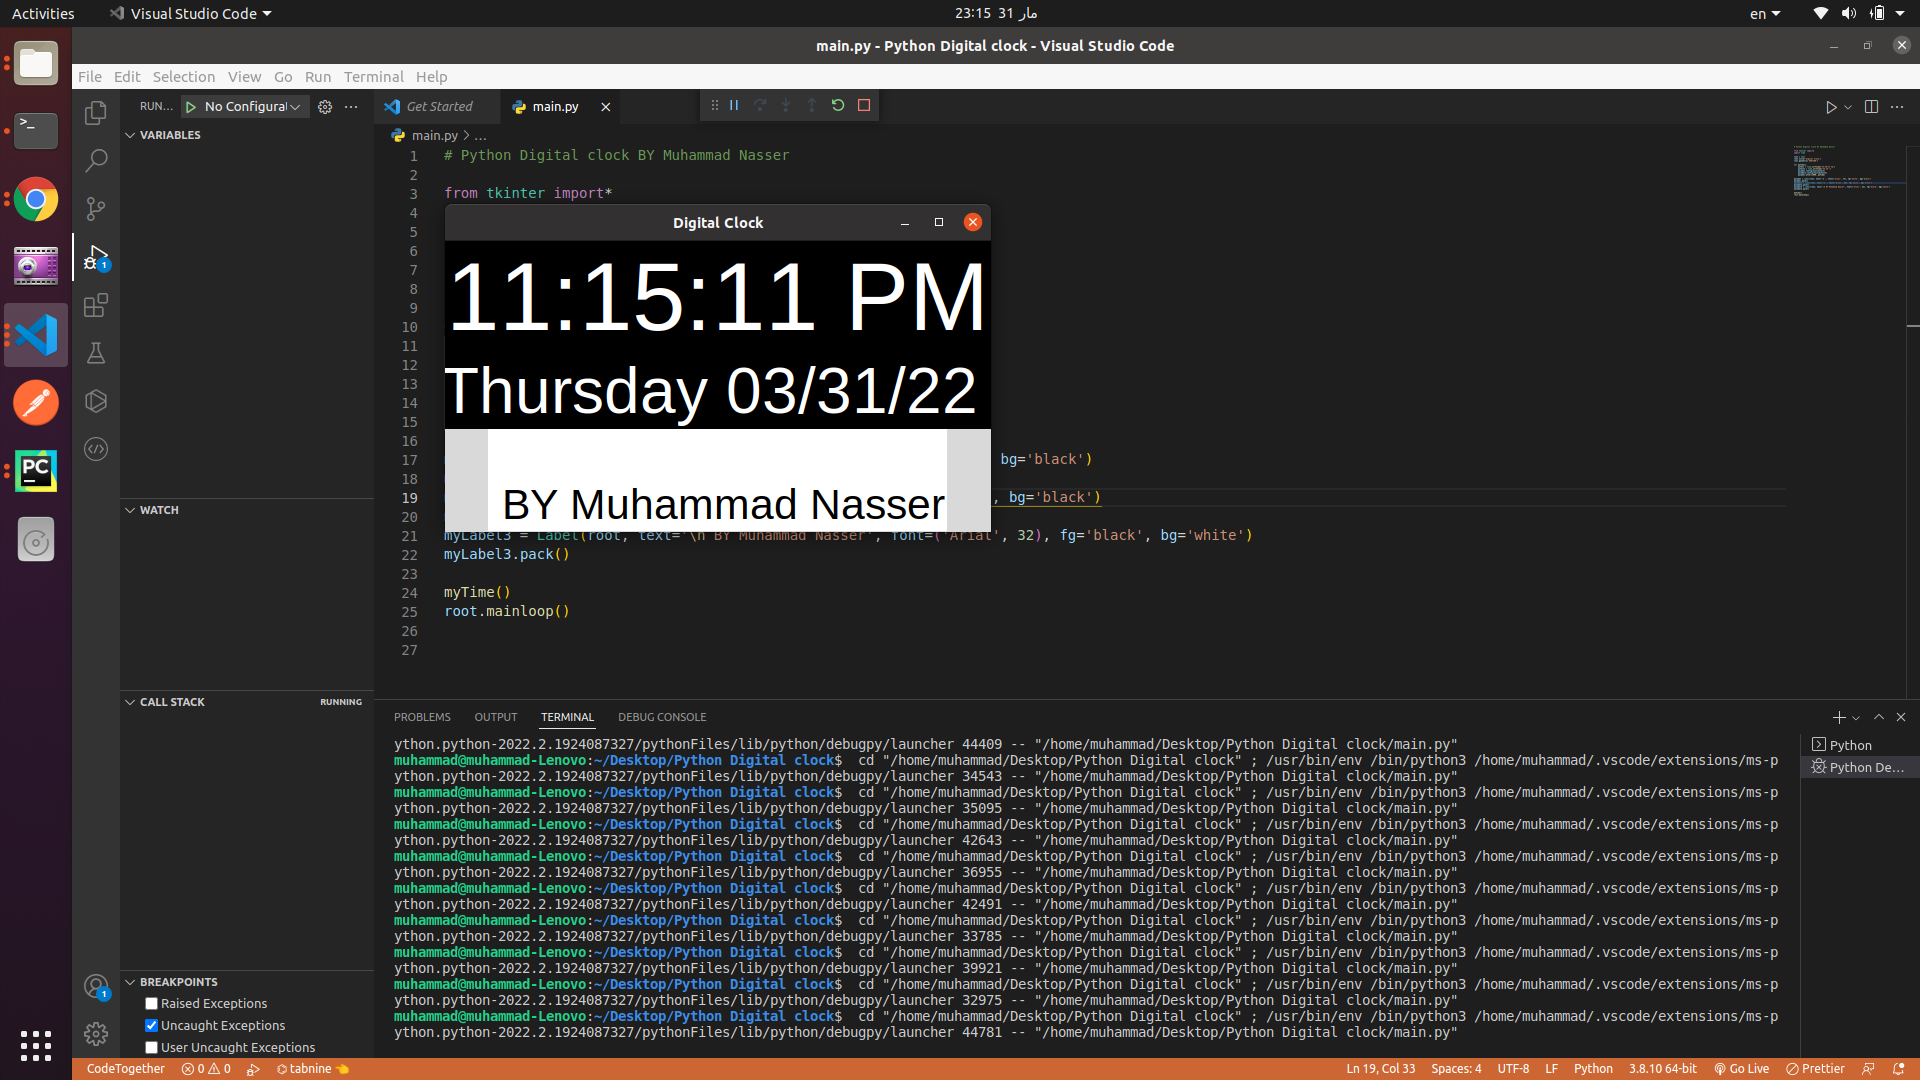 Activities
Visual Studio Code
23:15 31 مار
en
main.py - Python Digital clock - Visual Studio Code
File Edit Selection View Go Run Terminal Help
RUN... No Configurat
Get Started
main.py
VARIABLES
main.py > ...
1 # Python Digital clock BY Muhammad Nasser
2
3 from tkinter import*
4
5
6
7
8
9
10
11
12
13
14
15
16
17 bg='black')
18
19 , bg='black')
20
21 myLabel3 = Label(root, text='\n BY Muhammad Nasser', font=('Arial', 32), fg='black', bg='white')
22 myLabel3.pack()
23
24 myTime()
25 root.mainloop()
26
27
Digital Clock
11:15:11 PM
Thursday 03/31/22
BY Muhammad Nasser
WATCH
CALL STACK RUNNING
BREAKPOINTS
Raised Exceptions
Uncaught Exceptions
User Uncaught Exceptions
PROBLEMS OUTPUT TERMINAL DEBUG CONSOLE
Python
Python De...
ython.python-2022.2.1924087327/pythonFiles/lib/python/debugpy/launcher 44409 -- "/home/muhammad/Desktop/Python Digital clock/main.py"
muhammad@muhammad-Lenovo:~/Desktop/Python Digital clock$  cd "/home/muhammad/Desktop/Python Digital clock" ; /usr/bin/env /bin/python3 /home/muhammad/.vscode/extensions/ms-p
ython.python-2022.2.1924087327/pythonFiles/lib/python/debugpy/launcher 34543 -- "/home/muhammad/Desktop/Python Digital clock/main.py"
muhammad@muhammad-Lenovo:~/Desktop/Python Digital clock$  cd "/home/muhammad/Desktop/Python Digital clock" ; /usr/bin/env /bin/python3 /home/muhammad/.vscode/extensions/ms-p
ython.python-2022.2.1924087327/pythonFiles/lib/python/debugpy/launcher 35095 -- "/home/muhammad/Desktop/Python Digital clock/main.py"
muhammad@muhammad-Lenovo:~/Desktop/Python Digital clock$  cd "/home/muhammad/Desktop/Python Digital clock" ; /usr/bin/env /bin/python3 /home/muhammad/.vscode/extensions/ms-p
ython.python-2022.2.1924087327/pythonFiles/lib/python/debugpy/launcher 42643 -- "/home/muhammad/Desktop/Python Digital clock/main.py"
muhammad@muhammad-Lenovo:~/Desktop/Python Digital clock$  cd "/home/muhammad/Desktop/Python Digital clock" ; /usr/bin/env /bin/python3 /home/muhammad/.vscode/extensions/ms-p
ython.python-2022.2.1924087327/pythonFiles/lib/python/debugpy/launcher 36955 -- "/home/muhammad/Desktop/Python Digital clock/main.py"
muhammad@muhammad-Lenovo:~/Desktop/Python Digital clock$  cd "/home/muhammad/Desktop/Python Digital clock" ; /usr/bin/env /bin/python3 /home/muhammad/.vscode/extensions/ms-p
ython.python-2022.2.1924087327/pythonFiles/lib/python/debugpy/launcher 42491 -- "/home/muhammad/Desktop/Python Digital clock/main.py"
muhammad@muhammad-Lenovo:~/Desktop/Python Digital clock$  cd "/home/muhammad/Desktop/Python Digital clock" ; /usr/bin/env /bin/python3 /home/muhammad/.vscode/extensions/ms-p
ython.python-2022.2.1924087327/pythonFiles/lib/python/debugpy/launcher 33785 -- "/home/muhammad/Desktop/Python Digital clock/main.py"
muhammad@muhammad-Lenovo:~/Desktop/Python Digital clock$  cd "/home/muhammad/Desktop/Python Digital clock" ; /usr/bin/env /bin/python3 /home/muhammad/.vscode/extensions/ms-p
ython.python-2022.2.1924087327/pythonFiles/lib/python/debugpy/launcher 39921 -- "/home/muhammad/Desktop/Python Digital clock/main.py"
muhammad@muhammad-Lenovo:~/Desktop/Python Digital clock$  cd "/home/muhammad/Desktop/Python Digital clock" ; /usr/bin/env /bin/python3 /home/muhammad/.vscode/extensions/ms-p
ython.python-2022.2.1924087327/pythonFiles/lib/python/debugpy/launcher 32975 -- "/home/muhammad/Desktop/Python Digital clock/main.py"
muhammad@muhammad-Lenovo:~/Desktop/Python Digital clock$  cd "/home/muhammad/Desktop/Python Digital clock" ; /usr/bin/env /bin/python3 /home/muhammad/.vscode/extensions/ms-p
ython.python-2022.2.1924087327/pythonFiles/lib/python/debugpy/launcher 44781 -- "/home/muhammad/Desktop/Python Digital clock/main.py"
CodeTogether 0 0 tabnine Ln 19, Col 33 Spaces: 4 UTF-8 LF Python 3.8.10 64-bit Go Live Prettier